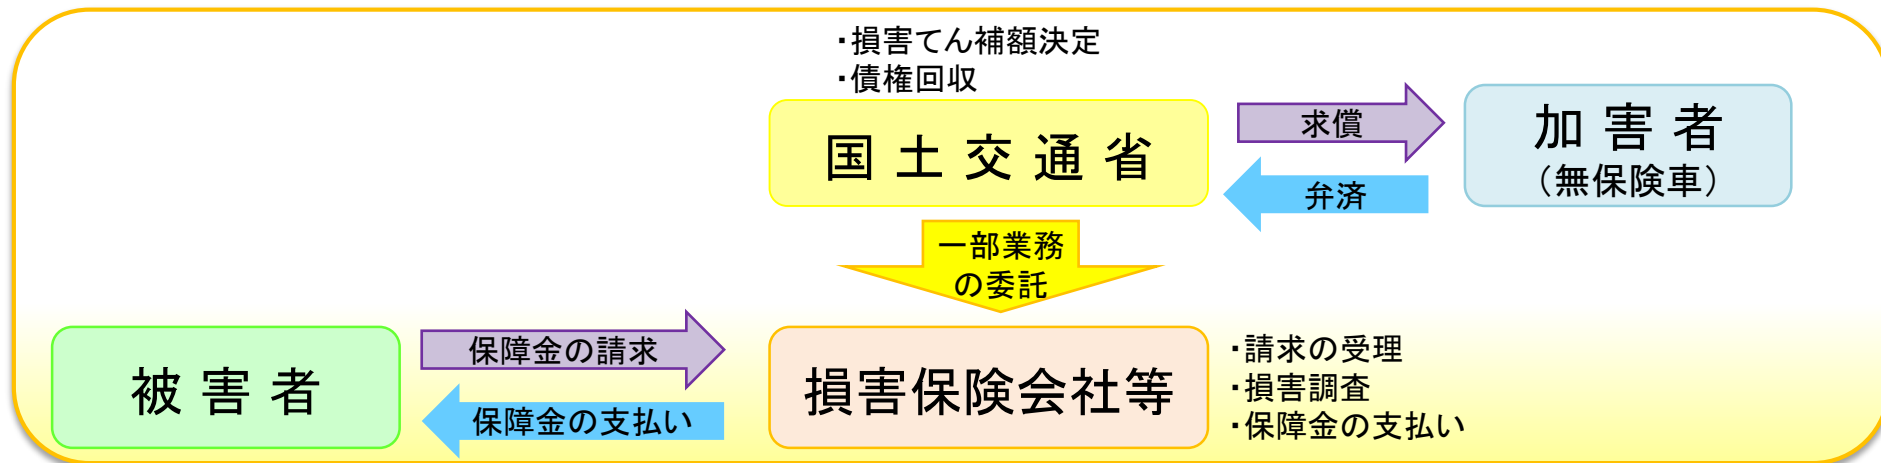 ・損害てん補額決定
・債権回収
国土交通省
求償
弁済
加害者
（無保険車）
一部業務
の委託
被害者
保障金の請求
保障金の支払い
損害保険会社等
・請求の受理
・損害調査
・保障金の支払い